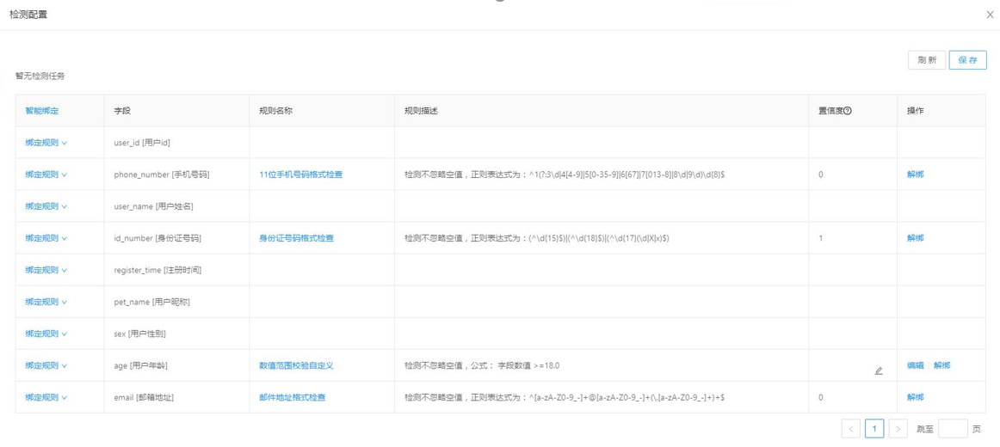 检测配置
刷 新
保 存
暂无检测任务
智能绑定 字段 规则名称 规则描述 置信度 操作
绑定规则 user_id [用户id]
绑定规则 phone_number [手机号码] 11位手机号码格式检查 检测不忽略空值，正则表达式为：^1(?:3\d|4[4-9]|5[0-35-9]|6[67]|7[013-8]|8\d|9\d)\d{8}$ 0 解绑
绑定规则 user_name [用户姓名]
绑定规则 id_number [身份证号码] 身份证号码格式检查 检测不忽略空值，正则表达式为：(^\d{15}$)|(^\d{18}$)|(^\d{17}(\d|X|x)$) 1 解绑
绑定规则 register_time [注册时间]
绑定规则 pet_name [用户昵称]
绑定规则 sex [用户性别]
绑定规则 age [用户年龄] 数值范围校验自定义 检测不忽略空值，公式： 字段数值 >=18.0 编辑 解绑
绑定规则 email [邮箱地址] 邮件地址格式检查 检测不忽略空值，正则表达式为：^[a-zA-Z0-9_-]+@[a-zA-Z0-9_-]+(\.[a-zA-Z0-9_-]+)+$ 0 解绑
< 1 > 跳至 页